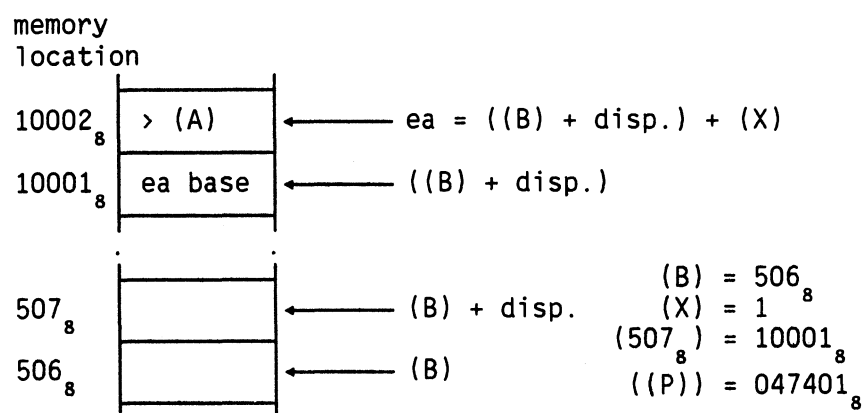 memory
location
10002₈ > (A) ea = ((B) + disp.) + (X)
10001₈ ea base ((B) + disp.)
. .
507₈ (B) + disp.
506₈ (B)
(B) = 506₈
(X) = 1
(507₈) = 10001₈
((P)) = 047401₈